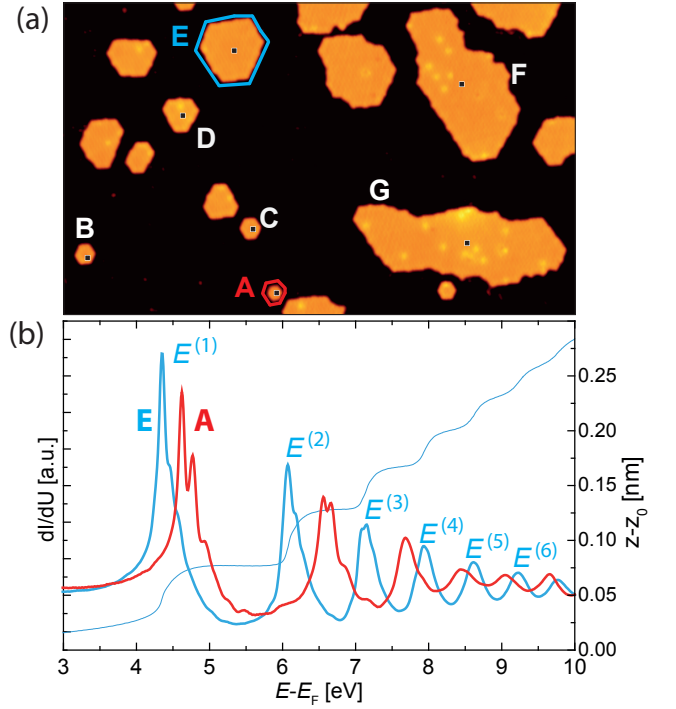 (a)
E
F
D
G
B
C
A
(b)
E(1)
E A
E(2)
E(3)
E(4)
E(5)
E(6)
dI/dU [a.u.]
0.25
0.20
0.15
0.10
0.05
0.00
z-z0 [nm]
3 4 5 6 7 8 9 10
E-EF [eV]